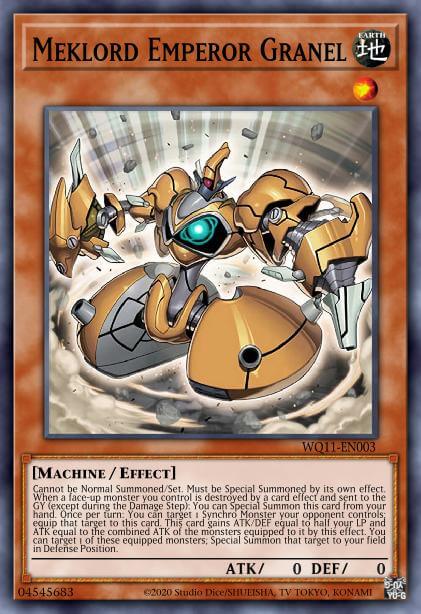 MEKLORD EMPEROR GRANEL
EARTH
地
WQ11-EN003
[MACHINE / EFFECT]
Cannot be Normal Summoned/Set. Must be Special Summoned by its own effect.
When a face-up monster you control is destroyed by a card effect and sent to the
GY (except during the Damage Step): You can Special Summon this card from your
hand. Once per turn: You can target 1 Synchro Monster your opponent controls;
equip that target to this card. This card gains ATK/DEF equal to half your LP and
ATK equal to the combined ATK of the monsters equipped to it by this effect. You
can target 1 of these equipped monsters; Special Summon that target to your field
in Defense Position.
ATK/ 0 DEF/ 0
04545683
©2020 Studio Dice/SHUEISHA, TV TOKYO, KONAMI